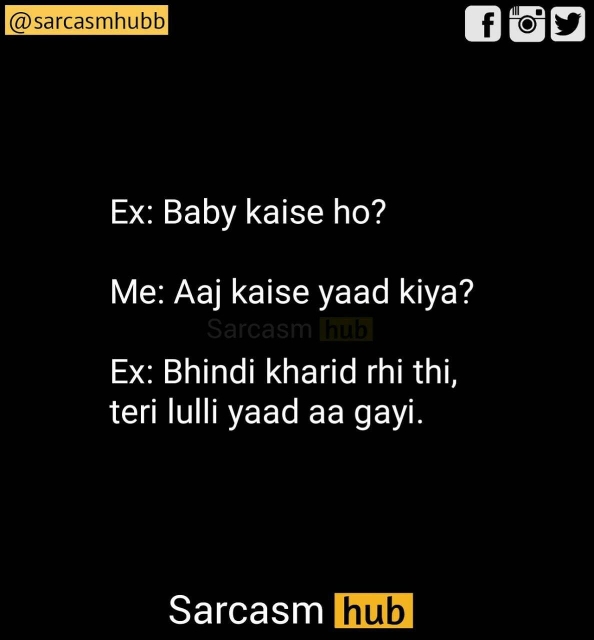 @sarcasmhubb
Ex: Baby kaise ho?
Me: Aaj kaise yaad kiya?
Sarcasm hub
Ex: Bhindi kharid rhi thi,
teri lulli yaad aa gayi.
Sarcasm hub